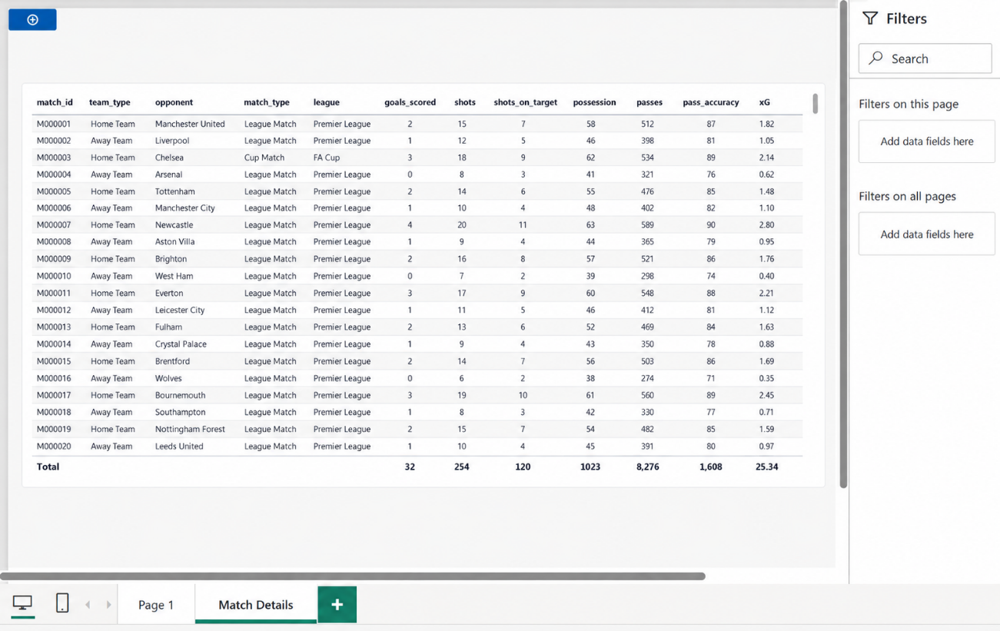 Filters
Search
match_id team_type opponent match_type league goals_scored shots shots_on_target possession passes pass_accuracy xG
M000001 Home Team Manchester United League Match Premier League 2 15 7 58 512 87 1.82
M000002 Away Team Liverpool League Match Premier League 1 12 5 46 398 81 1.05
M000003 Home Team Chelsea Cup Match FA Cup 3 18 9 62 534 89 2.14
M000004 Away Team Arsenal League Match Premier League 0 8 3 41 321 76 0.62
M000005 Home Team Tottenham League Match Premier League 2 14 6 55 476 85 1.48
M000006 Away Team Manchester City League Match Premier League 1 10 4 48 402 82 1.10
M000007 Home Team Newcastle League Match Premier League 4 20 11 63 589 90 2.80
M000008 Away Team Aston Villa League Match Premier League 1 9 4 44 365 79 0.95
M000009 Home Team Brighton League Match Premier League 2 16 8 57 521 86 1.76
M000010 Away Team West Ham League Match Premier League 0 7 2 39 298 74 0.40
M000011 Home Team Everton League Match Premier League 3 17 9 60 548 88 2.21
M000012 Away Team Leicester City League Match Premier League 1 11 5 46 412 81 1.12
M000013 Home Team Fulham League Match Premier League 2 13 6 52 469 84 1.63
M000014 Away Team Crystal Palace League Match Premier League 1 9 4 43 350 78 0.88
M000015 Home Team Brentford League Match Premier League 2 14 7 56 503 86 1.69
M000016 Away Team Wolves League Match Premier League 0 6 2 38 274 71 0.35
M000017 Home Team Bournemouth League Match Premier League 3 19 10 61 560 89 2.45
M000018 Away Team Southampton League Match Premier League 1 8 3 42 330 77 0.71
M000019 Home Team Nottingham Forest League Match Premier League 2 15 7 54 482 85 1.59
M000020 Away Team Leeds United League Match Premier League 1 10 4 45 391 80 0.97
Total 32 254 120 1023 8,276 1,608 25.34
Filters on this page
Add data fields here
Filters on all pages
Add data fields here
Page 1 Match Details